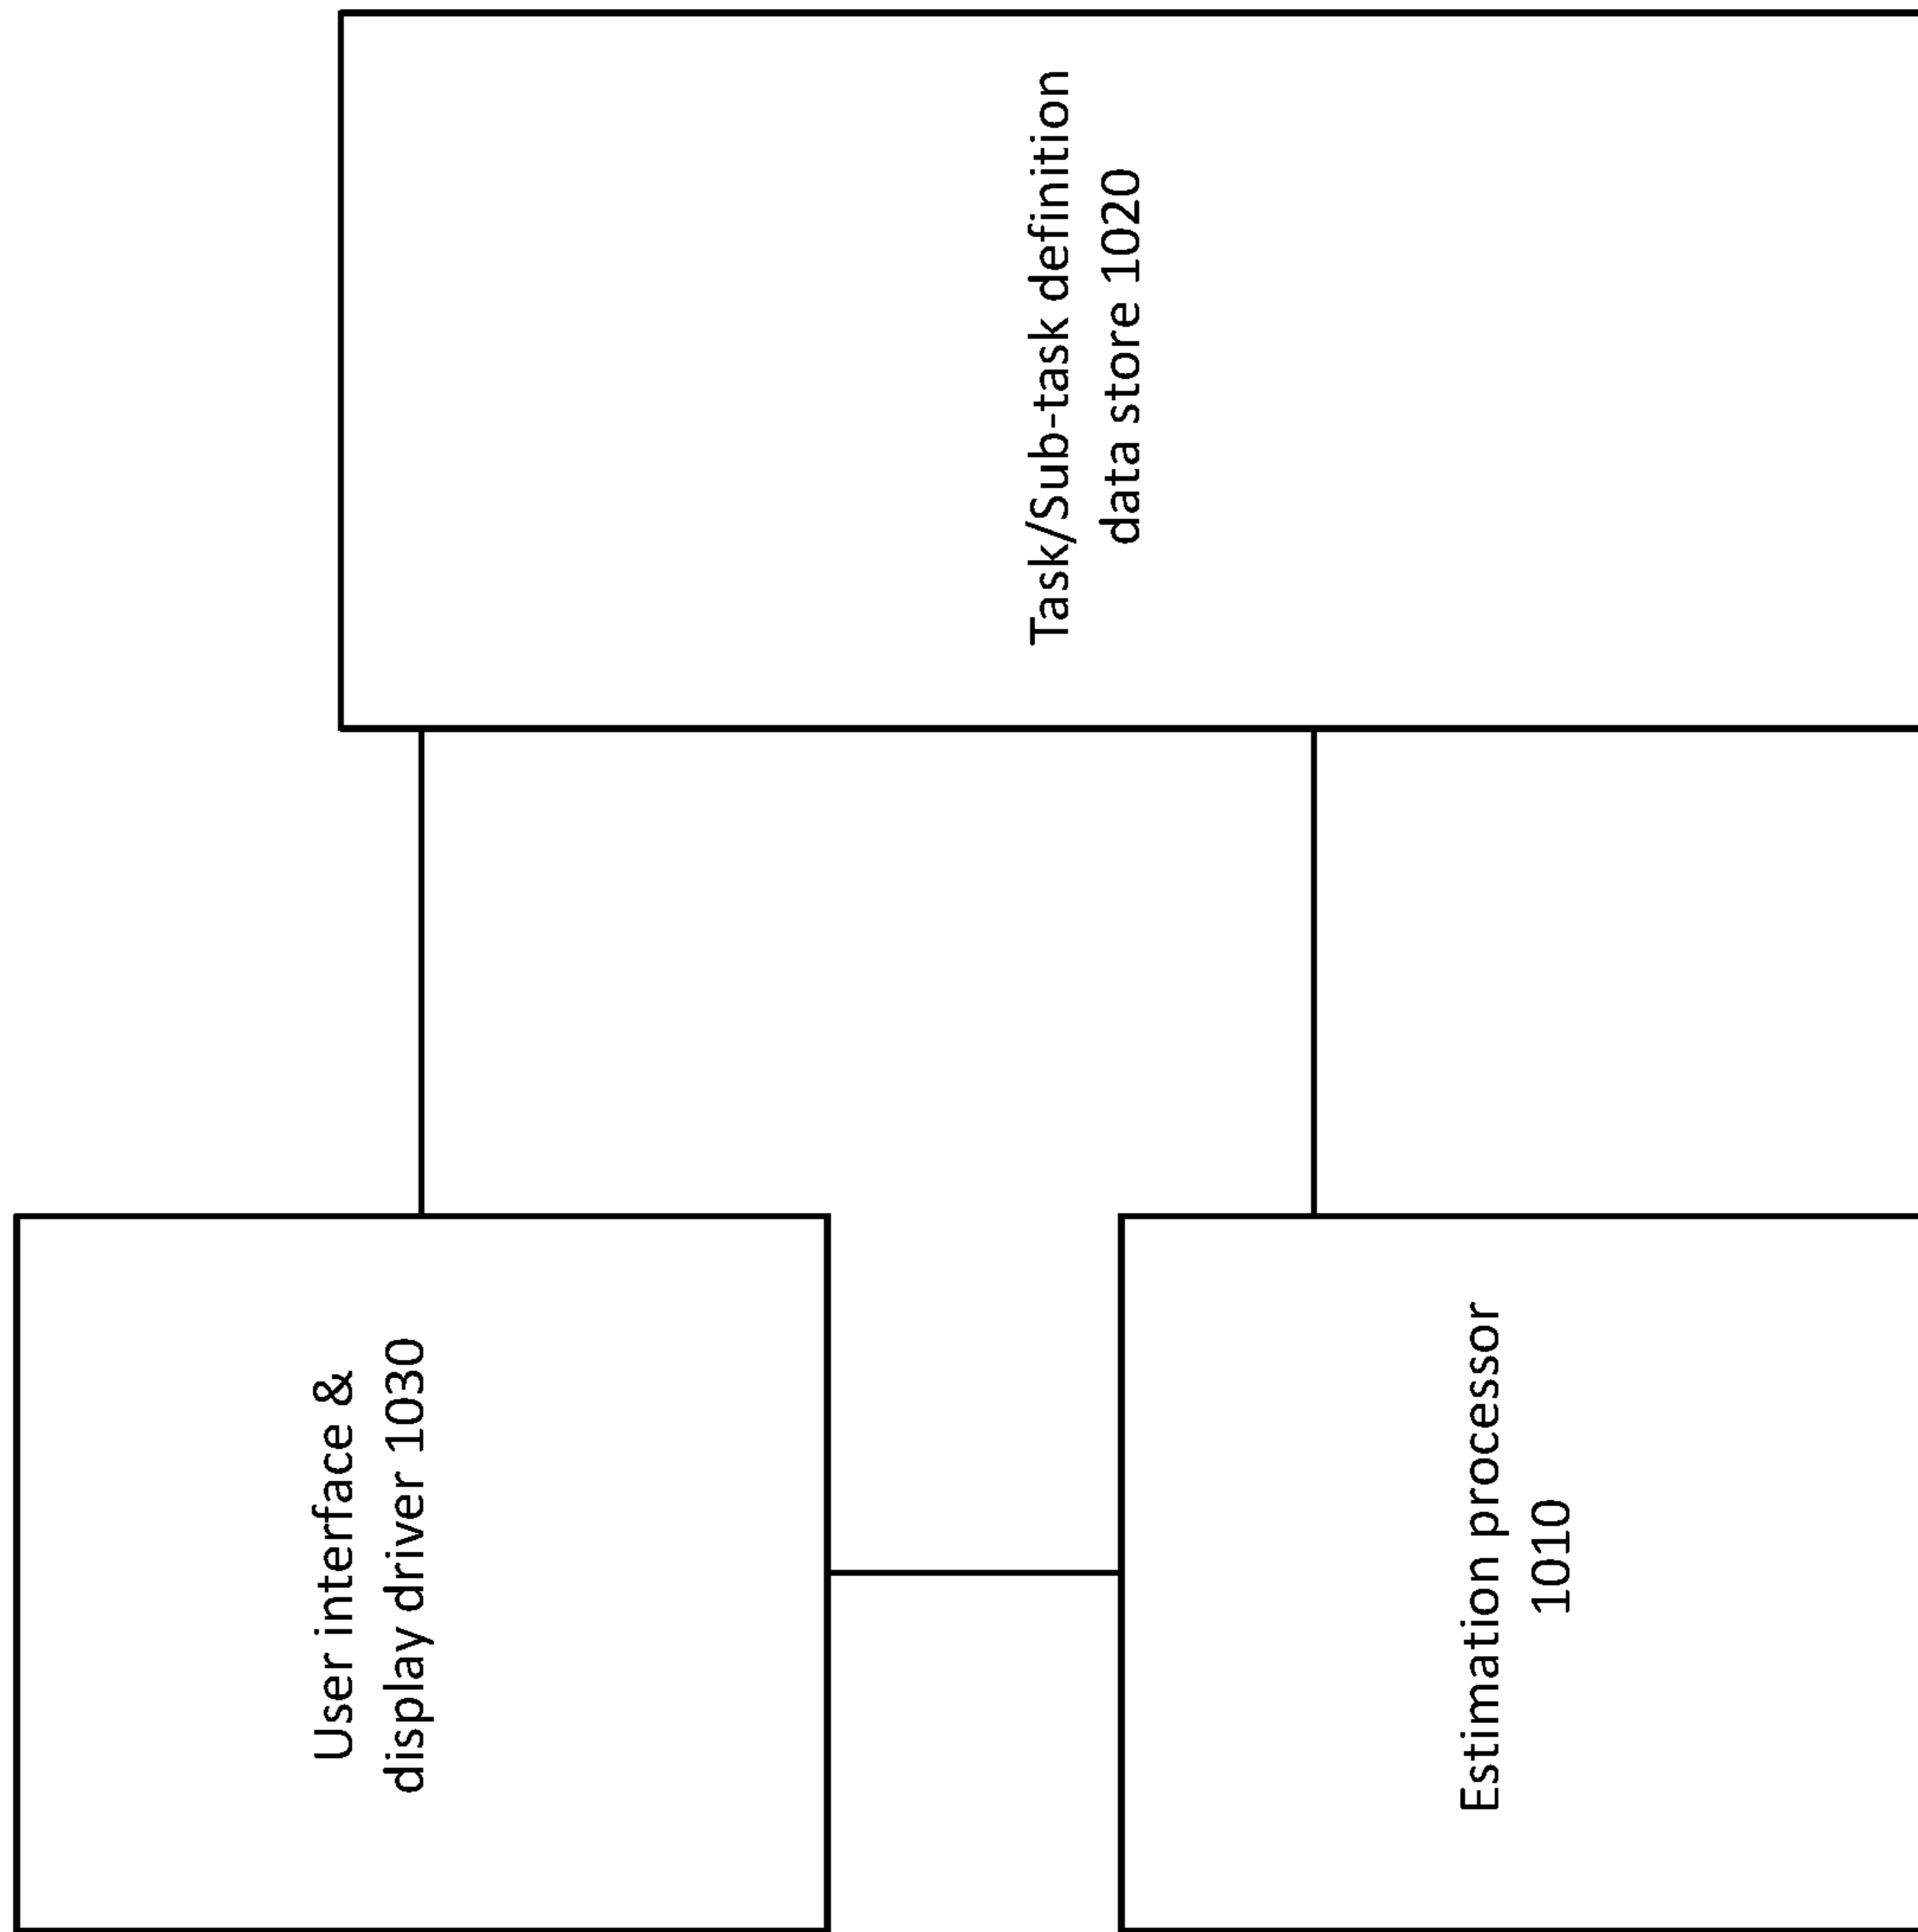 User interface &
display driver 1030
Task/Sub-task definition
data store 1020
Estimation processor
1010